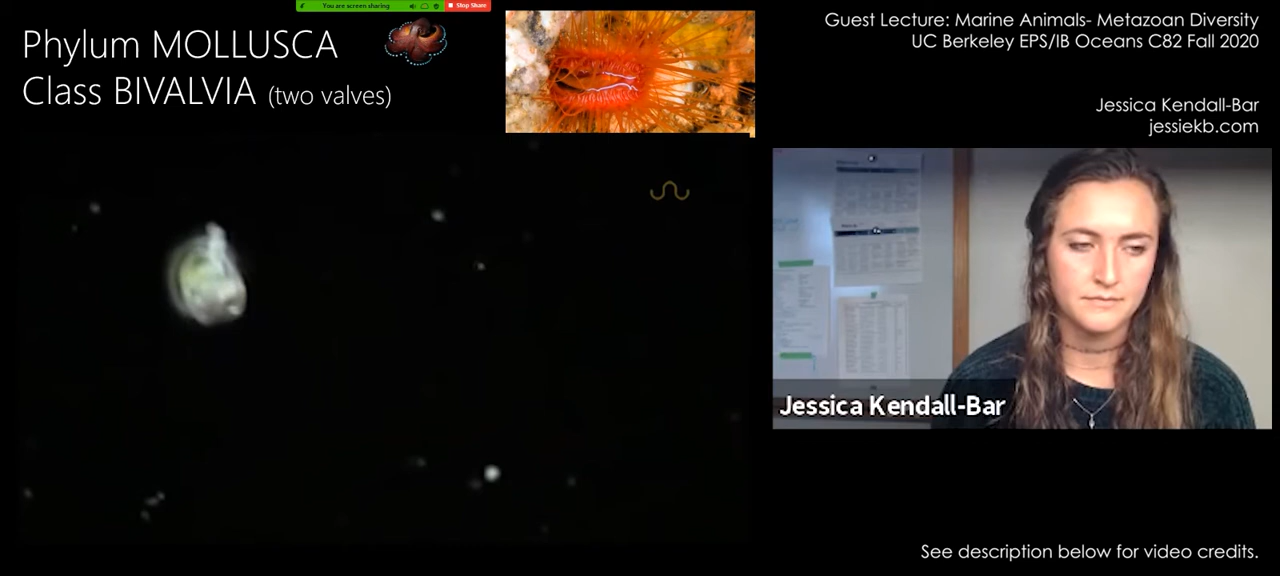 You are screen sharing
Stop Share
Phylum MOLLUSCA
Class BIVALVIA (two valves)
Guest Lecture: Marine Animals- Metazoan Diversity
UC Berkeley EPS/IB Oceans C82 Fall 2020
Jessica Kendall-Bar
jessiekb.com
Jessica Kendall-Bar
See description below for video credits.